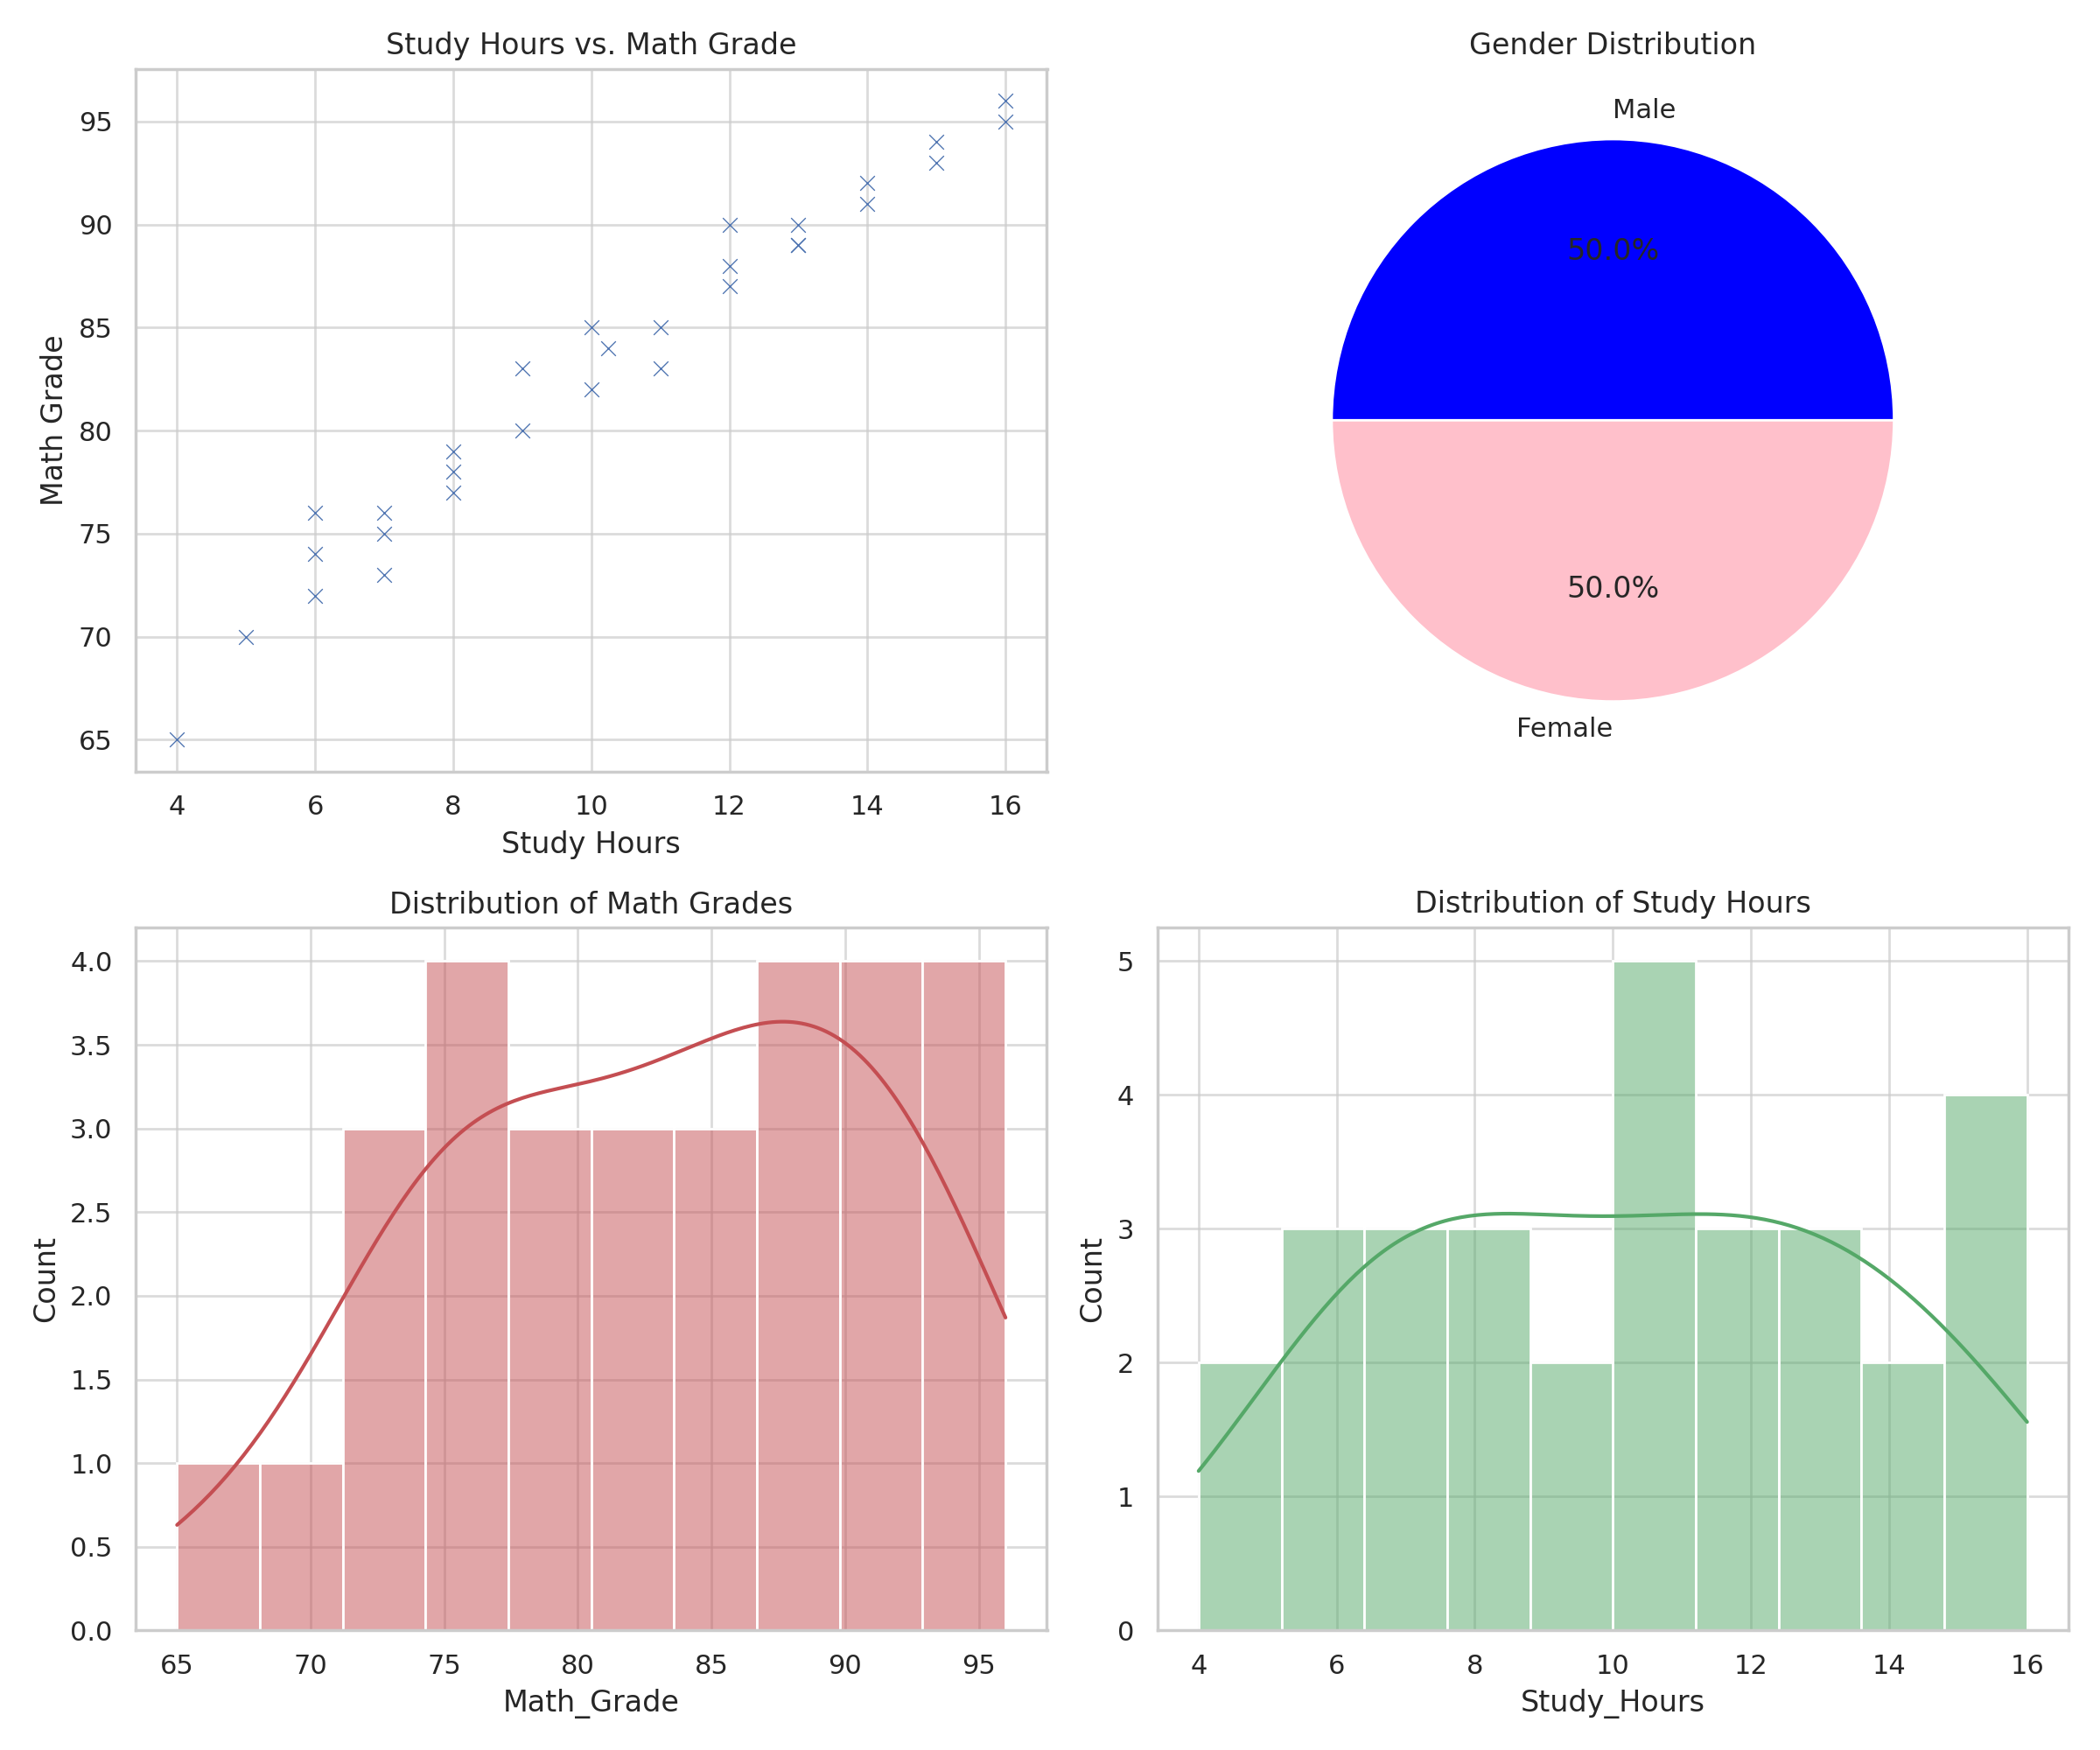 Study Hours vs. Math Grade
Math Grade
95
90
85
80
75
70
65
4 6 8 10 12 14 16
Study Hours
Gender Distribution
Male
50.0%
50.0%
Female
Distribution of Math Grades
Count
4.0
3.5
3.0
2.5
2.0
1.5
1.0
0.5
0.0
65 70 75 80 85 90 95
Math_Grade
Distribution of Study Hours
Count
5
4
3
2
1
0
4 6 8 10 12 14 16
Study_Hours